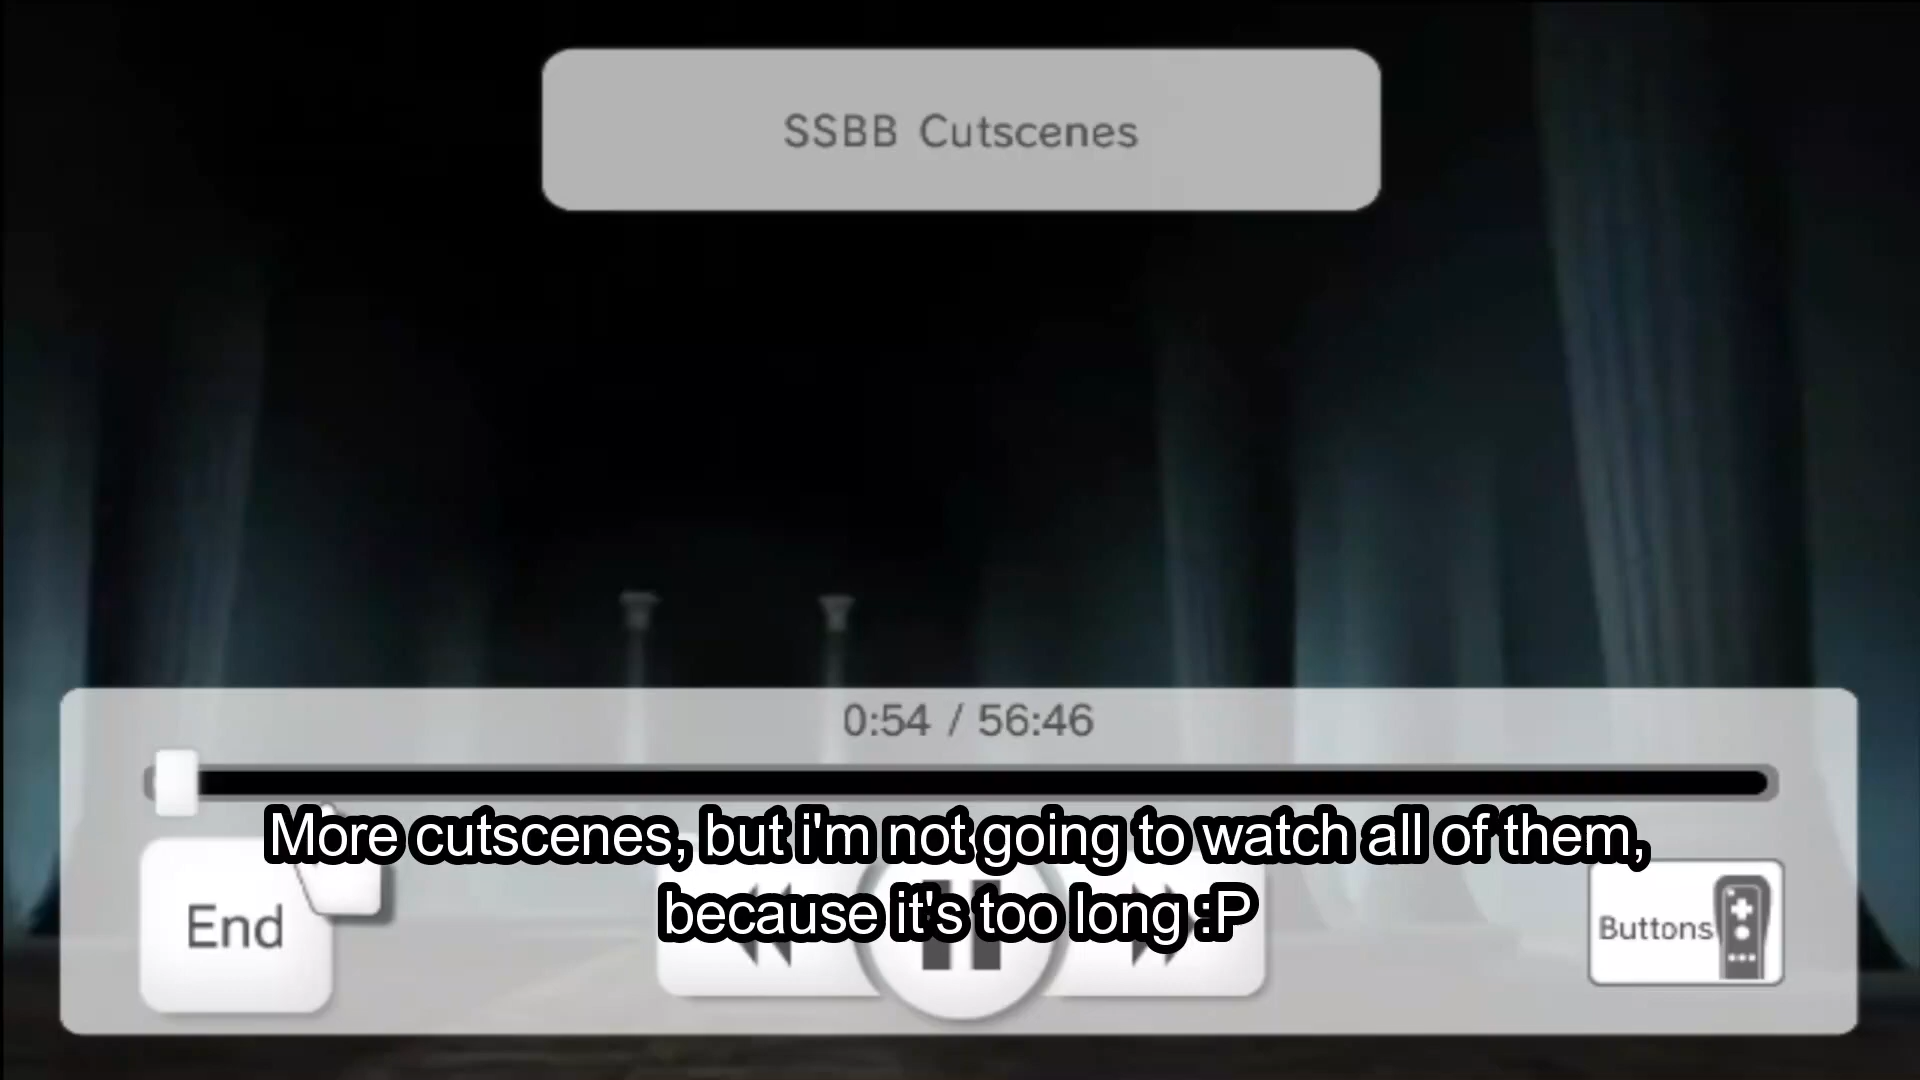 SSBB Cutscenes
0:54 / 56:46
More cutscenes, but i'm not going to watch all of them,
because it's too long :P
End
Buttons